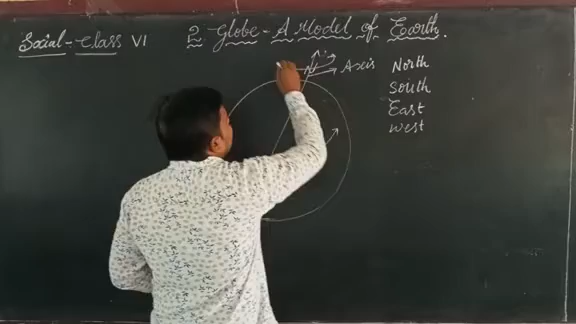 Social - Class VI
2. Globe - A Model of Earth.
N
Axis
North
South
East
West